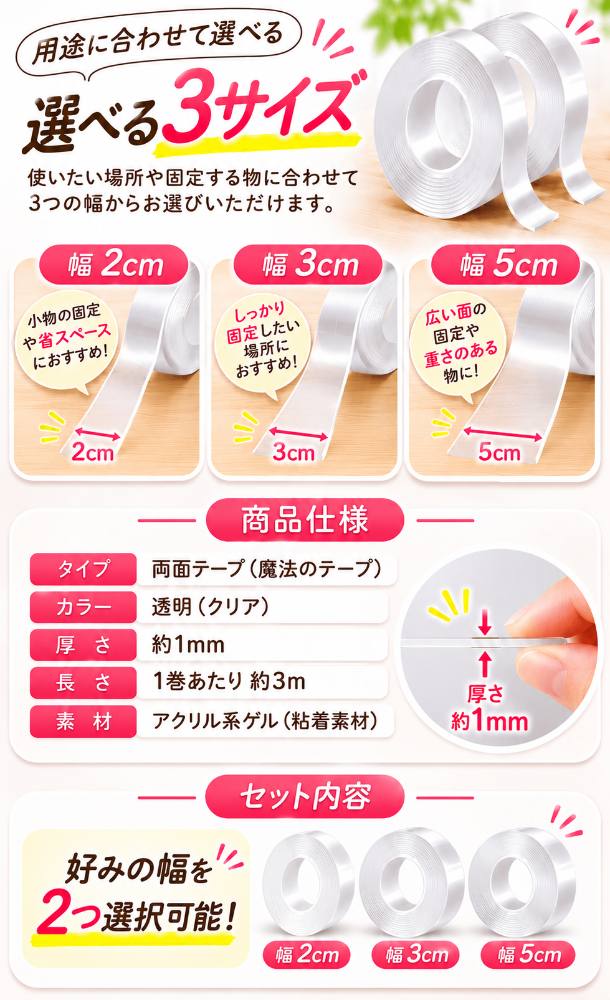 用途に合わせて選べる
選べる3サイズ
使いたい場所や固定する物に合わせて
3つの幅からお選びいただけます。
幅 2cm
小物の固定
や省スペース
におすすめ!
2cm
幅 3cm
しっかり
固定したい
場所に
おすすめ!
3cm
幅 5cm
広い面の
固定や
重さのある
物に!
5cm
商品仕様
タイプ 両面テープ(魔法のテープ)
カラー 透明(クリア)
厚さ 約1mm
長さ 1巻あたり 約3m
素材 アクリル系ゲル(粘着素材)
厚さ
約1mm
セット内容
好みの幅を
2つ選択可能!
幅 2cm
幅 3cm
幅 5cm